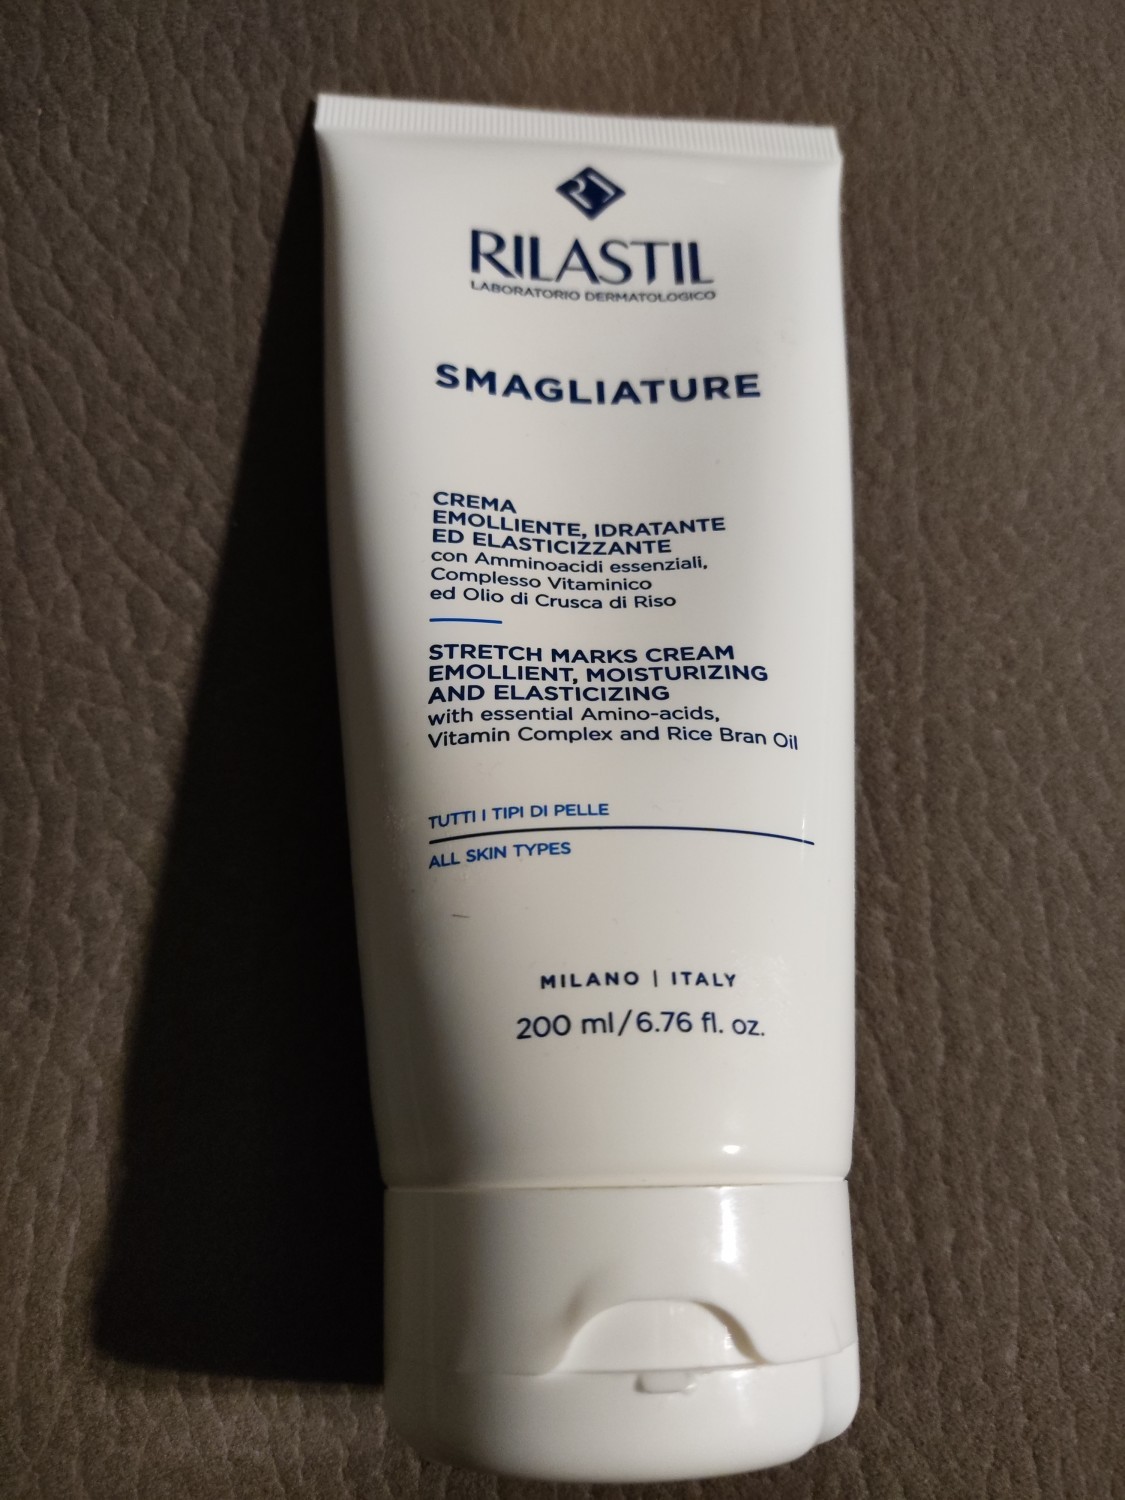 RILASTIL
LABORATORIO DERMATOLOGICO
SMAGLIATURE
CREMA
EMOLLIENTE, IDRATANTE
ED ELASTICIZZANTE
con Amminoacidi essenziali,
Complesso Vitaminico
ed Olio di Crusca di Riso
STRETCH MARKS CREAM
EMOLLIENT, MOISTURIZING
AND ELASTICIZING
with essential Amino-acids,
Vitamin Complex and Rice Bran Oil
TUTTI I TIPI DI PELLE
ALL SKIN TYPES
MILANO | ITALY
200 ml/6.76 fl. oz.